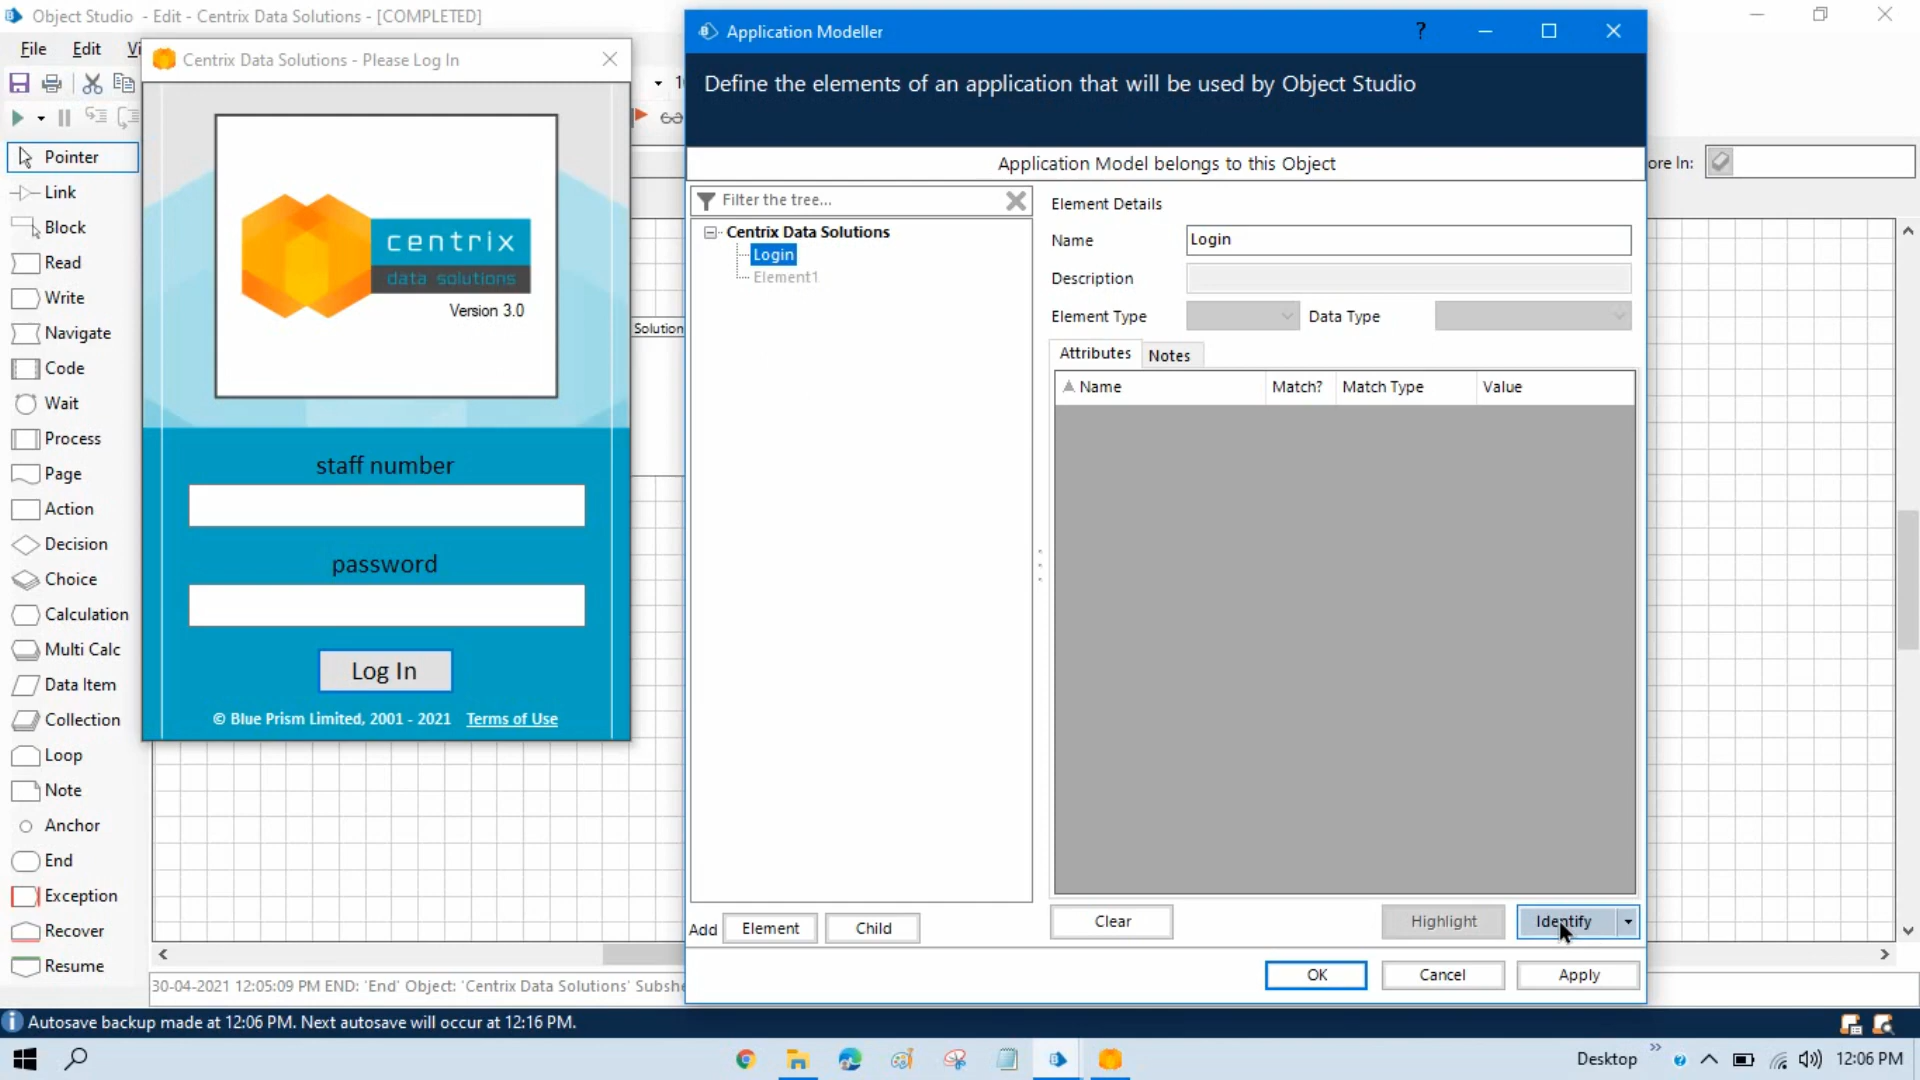 Object Studio - Edit - Centrix Data Solutions - [COMPLETED]
File Edit Vi
Pointer
Link
Block
Read
Write
Navigate
Code
Wait
Process
Page
Action
Decision
Choice
Calculation
Multi Calc
Data Item
Collection
Loop
Note
Anchor
End
Exception
Recover
Resume
Centrix Data Solutions - Please Log In
centrix
data solutions
Version 3.0
staff number
password
Log In
© Blue Prism Limited, 2001 - 2021 Terms of Use
Solution
Application Modeller
?
Define the elements of an application that will be used by Object Studio
Application Model belongs to this Object
Filter the tree...
Centrix Data Solutions
Login
Element1
Add Element Child
Element Details
Name Login
Description
Element Type Data Type
Attributes Notes
Name Match? Match Type Value
Clear Highlight Identify
OK Cancel Apply
ore In:
30-04-2021 12:05:09 PM END: 'End' Object: 'Centrix Data Solutions' Subshe
Autosave backup made at 12:06 PM. Next autosave will occur at 12:16 PM.
Desktop 12:06 PM